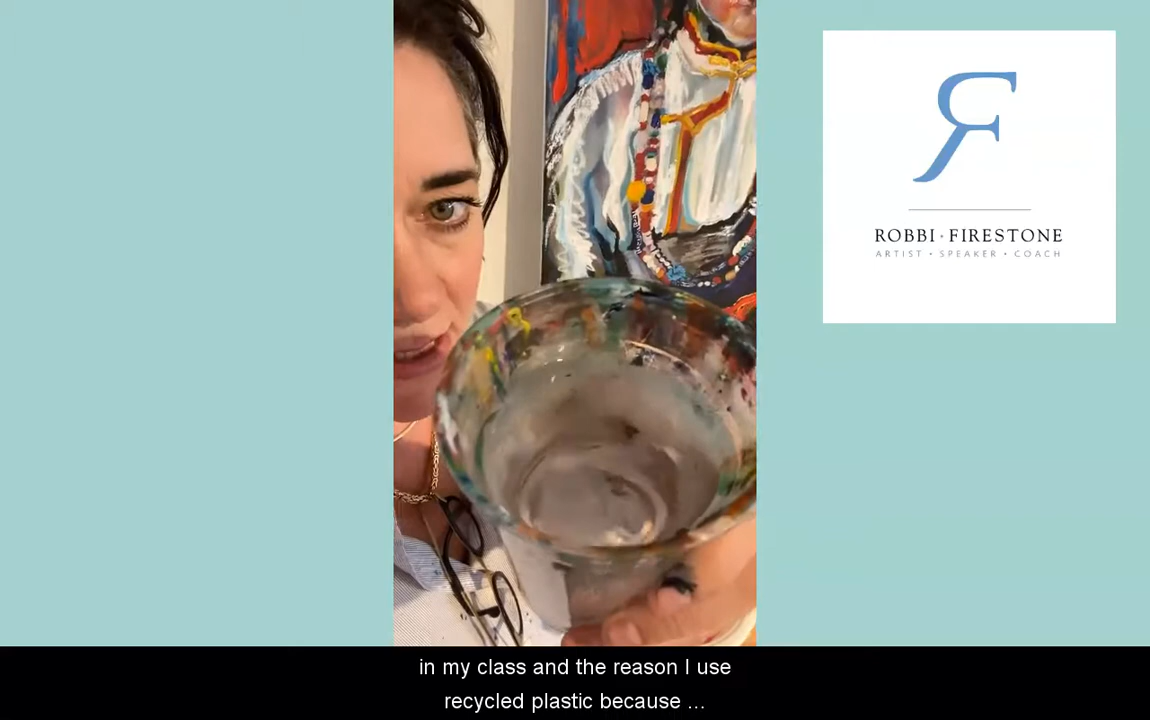 ROBBI • FIRESTONE
ARTIST • SPEAKER • COACH
in my class and the reason I use
recycled plastic because ...